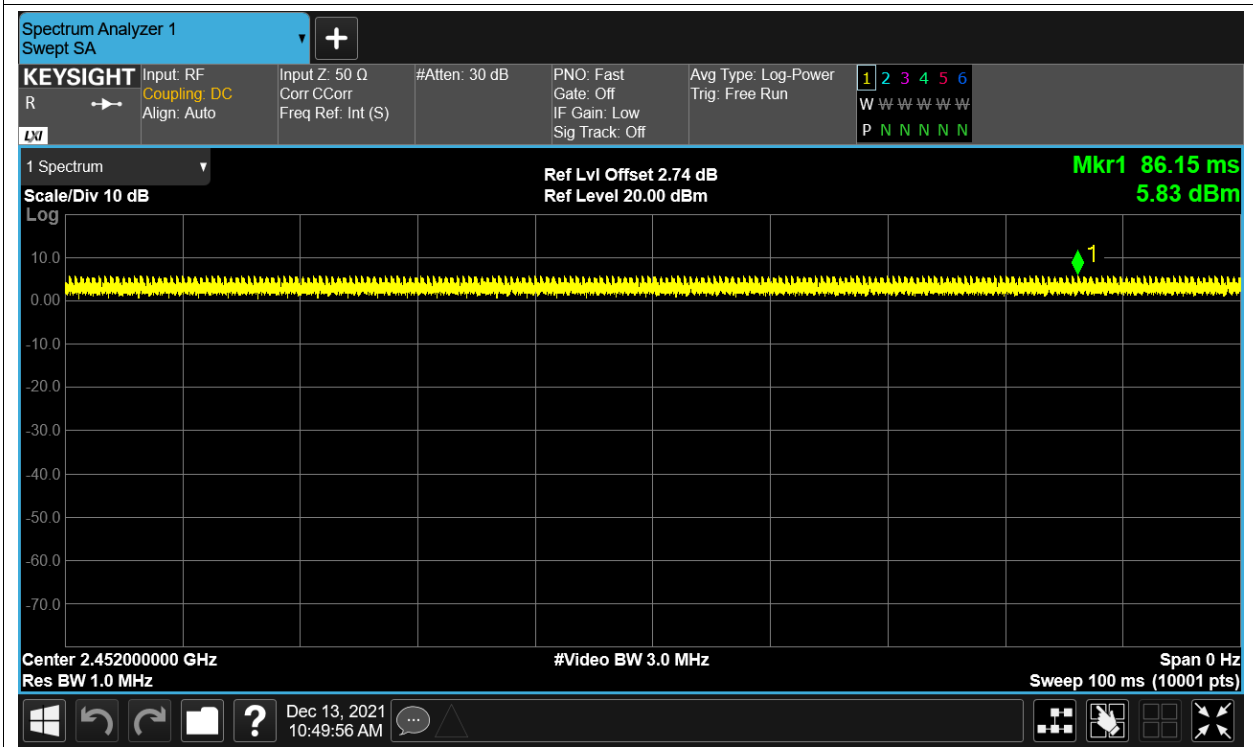 Spectrum Analyzer 1
Swept SA
KEYSIGHT
R
LXI
Input: RF
Coupling: DC
Align: Auto
Input Z: 50 Ω
Corr CCorr
Freq Ref: Int (S)
#Atten: 30 dB
PNO: Fast
Gate: Off
IF Gain: Low
Sig Track: Off
Avg Type: Log-Power
Trig: Free Run
1 2 3 4 5 6
W W W W W W
P N N N N N
1 Spectrum
Scale/Div 10 dB
Log
Ref Lvl Offset 2.74 dB
Ref Level 20.00 dBm
Mkr1 86.15 ms
5.83 dBm
1
10.0
0.00
-10.0
-20.0
-30.0
-40.0
-50.0
-60.0
-70.0
Center 2.452000000 GHz
Res BW 1.0 MHz
#Video BW 3.0 MHz
Span 0 Hz
Sweep 100 ms (10001 pts)
?
Dec 13, 2021
10:49:56 AM